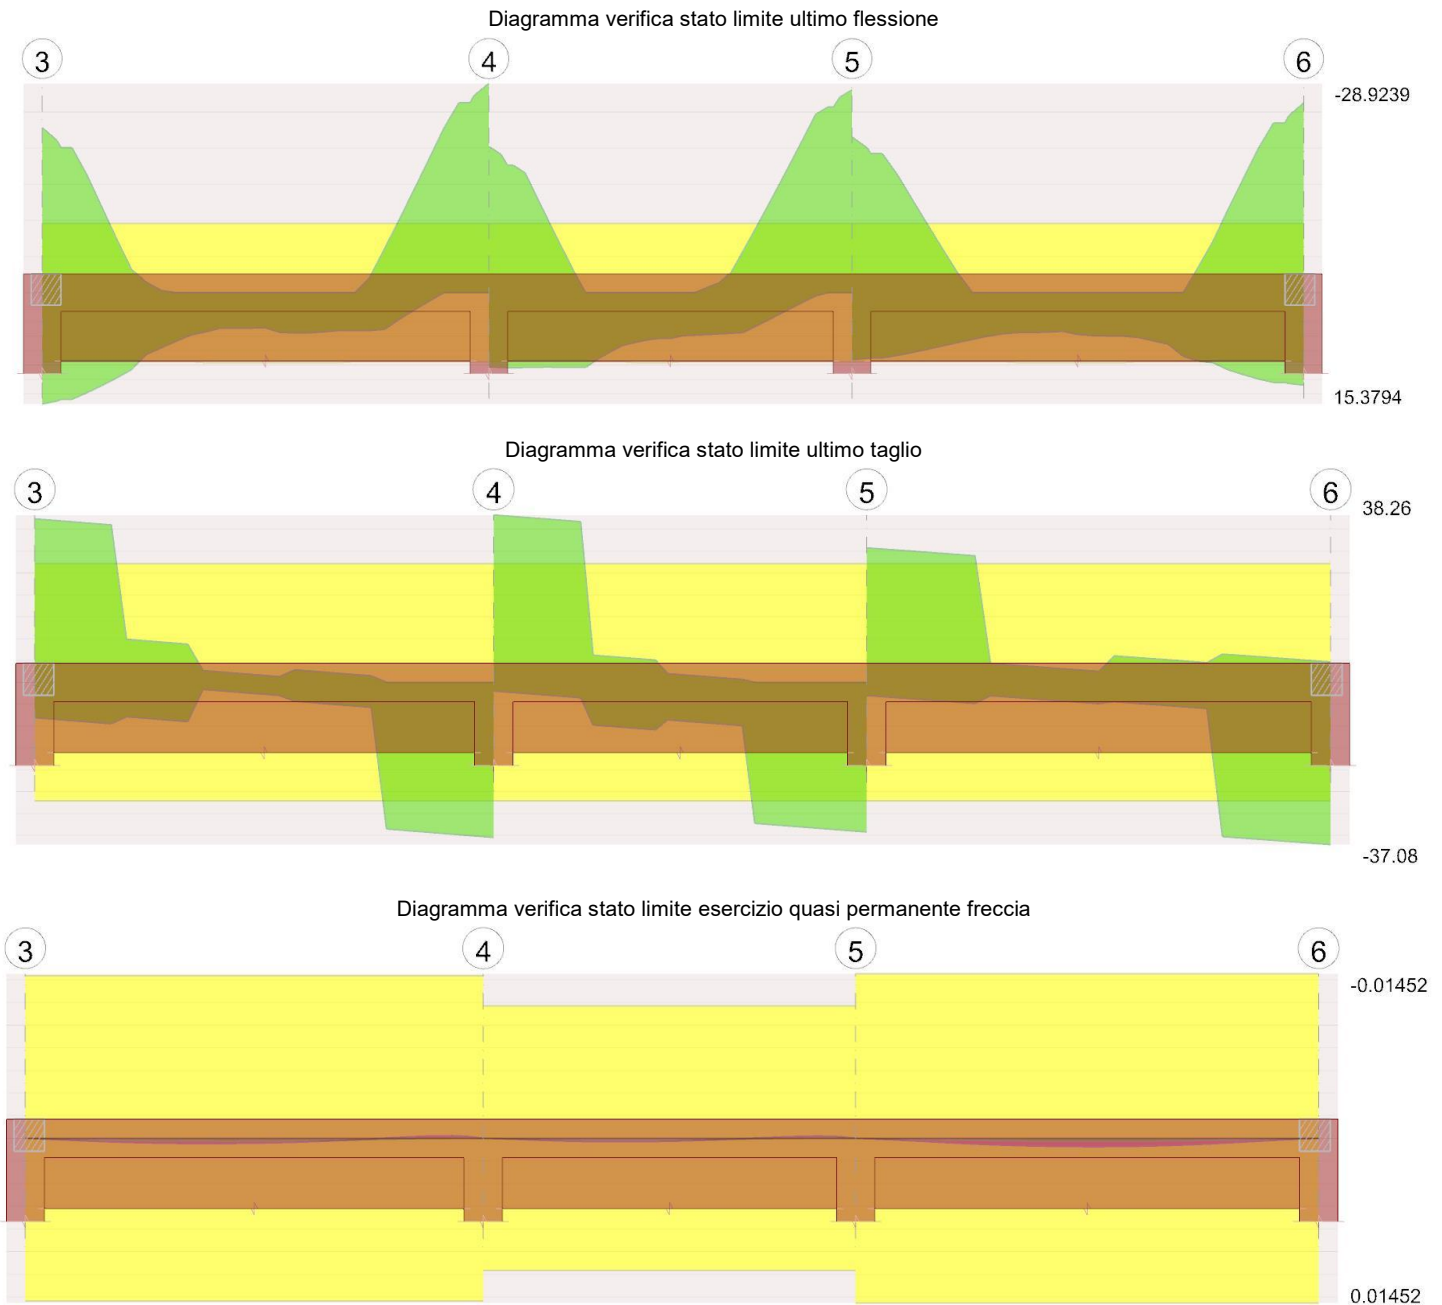 Diagramma verifica stato limite ultimo flessione
3 4 5 6
-28.9239
15.3794
Diagramma verifica stato limite ultimo taglio
3 4 5 6
38.26
-37.08
Diagramma verifica stato limite esercizio quasi permanente freccia
3 4 5 6
-0.01452
0.01452